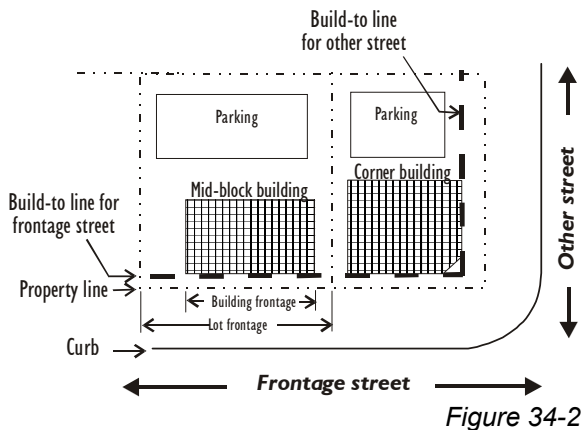 Build-to line
for other street
Parking
Parking
Corner building
Mid-block building
Build-to line for
frontage street
Property line
Building frontage
Lot frontage
Curb
Frontage street
Other street
Figure 34-2